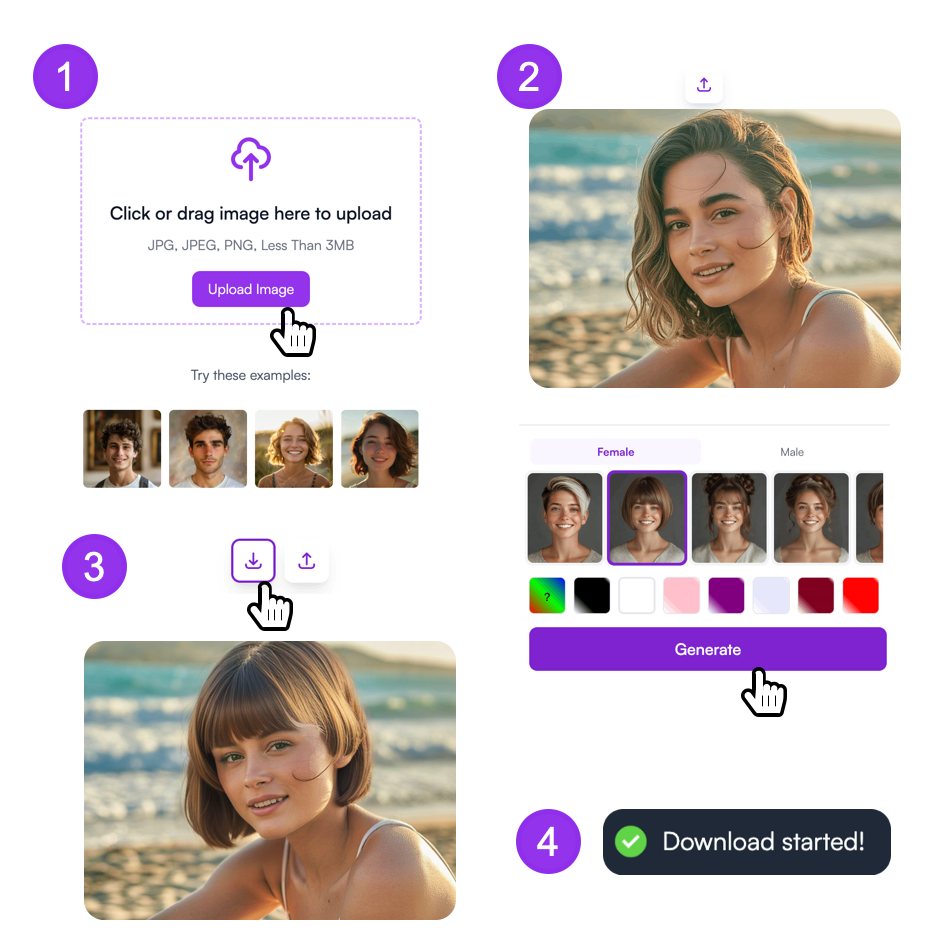 1
Click or drag image here to upload
JPG, JPEG, PNG, Less Than 3MB
Upload Image
Try these examples:
2
Female
Male
?
Generate
3
4
Download started!